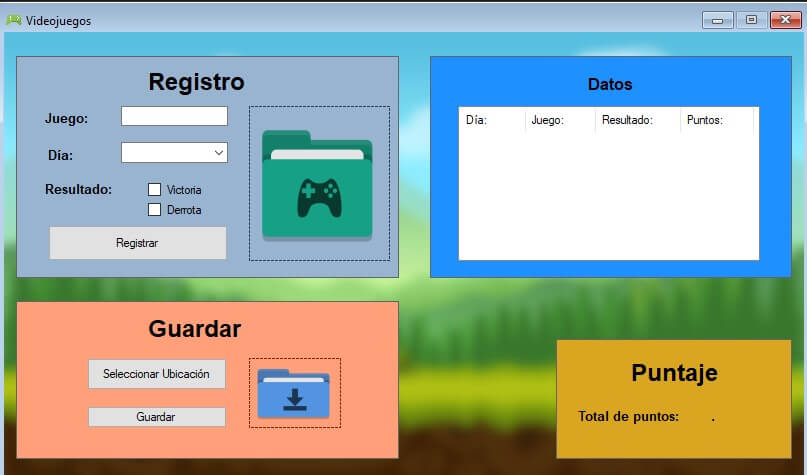 Videojuegos
Registro
Juego:
Día:
Resultado:
Victoria
Derrota
Registrar
Datos
Día: Juego: Resultado: Puntos:
Guardar
Seleccionar Ubicación
Guardar
Puntaje
Total de puntos: .